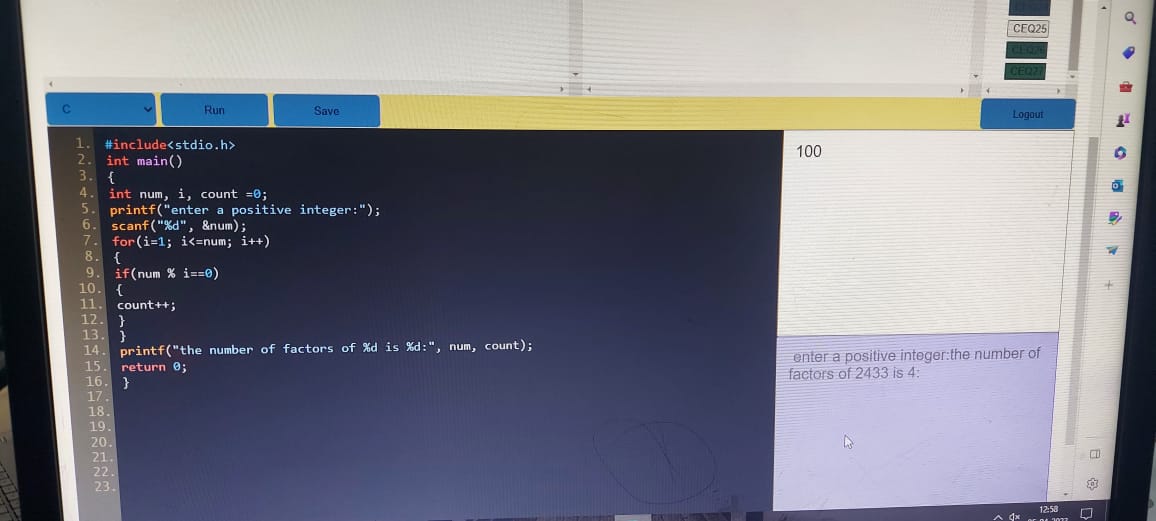 CEQ25
CEQ26
CEQ27
C
Run
Save
Logout
1. #include<stdio.h>
2. int main()
3. {
4. int num, i, count =0;
5. printf("enter a positive integer:");
6. scanf("%d", &num);
7. for(i=1; i<=num; i++)
8. {
9. if(num % i==0)
10. {
11. count++;
12. }
13. }
14. printf("the number of factors of %d is %d:", num, count);
15. return 0;
16. }
17.
18.
19.
20.
21.
22.
23.
100
enter a positive integer:the number of
factors of 2433 is 4:
12:58